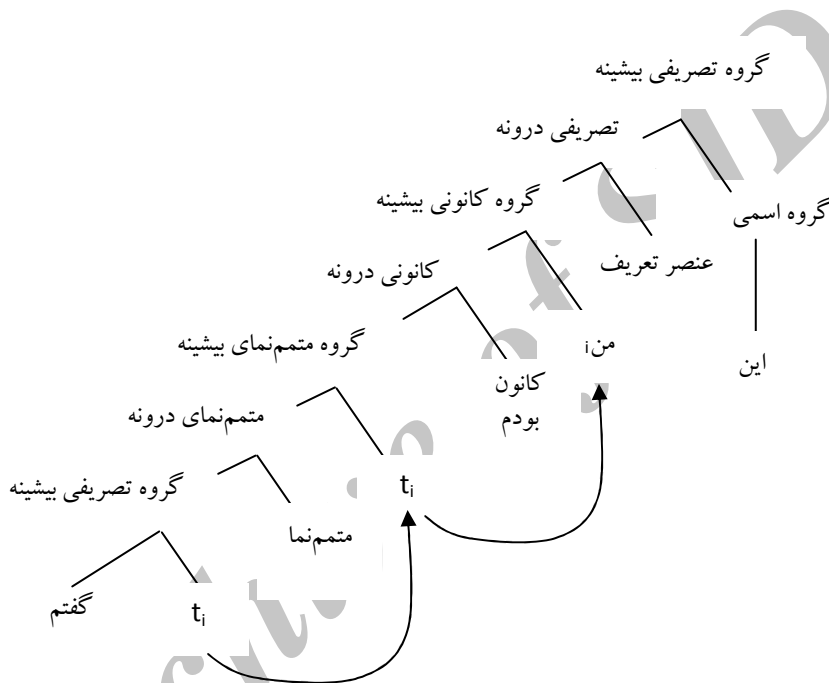 گروه تصریفی بیشینه
تصریفی درونه
گروه کانونی بیشینه
گروه اسمی
عنصر تعریف
کانونی درونه
گروه متمم‌نمای بیشینه
من i
این
کانون
بودم
متمم‌نمای درونه
گروه تصریفی بیشینه
ti
متمم‌نما
گفتم
ti